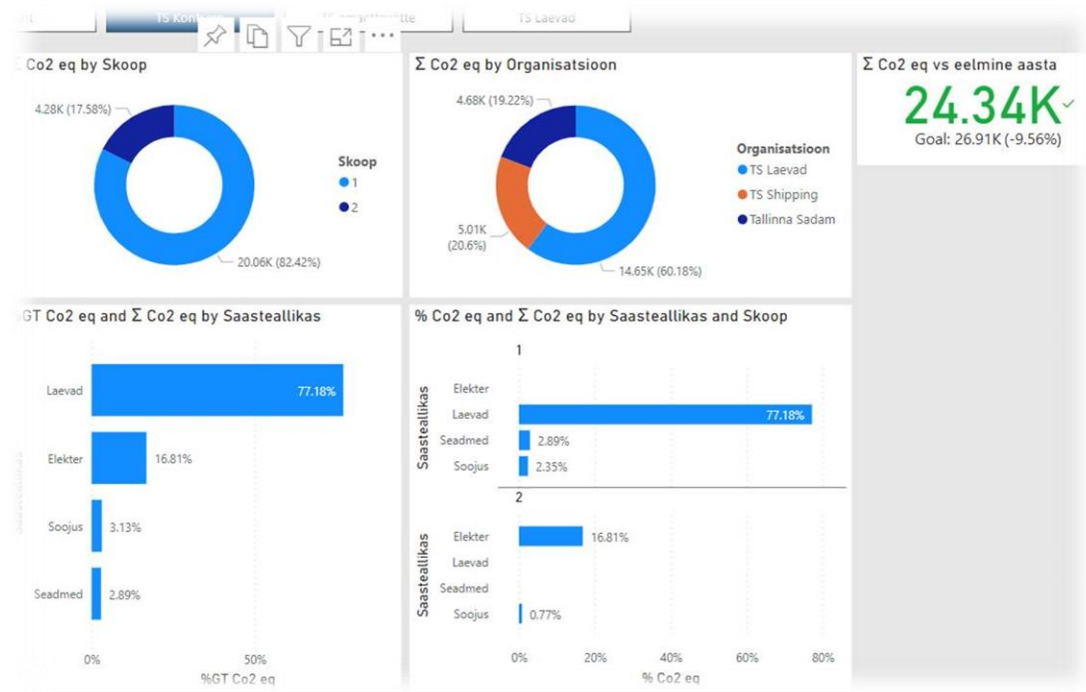 TS Laevad
Co2 eq by Skoop
4.28K (17.58%)
20.06K (82.42%)
Skoop
1
2
Σ Co2 eq by Organisatsioon
4.68K (19.22%)
5.01K
(20.6%)
14.65K (60.18%)
Organisatsioon
TS Laevad
TS Shipping
Tallinna Sadam
Σ Co2 eq vs eelmine aasta
24.34K
Goal: 26.91K (-9.56%)
GT Co2 eq and Σ Co2 eq by Saasteallikas
Saasteallikas
Laevad
77.18%
Elekter
16.81%
Soojus
3.13%
Seadmed
2.89%
0%
50%
%GT Co2 eq
% Co2 eq and Σ Co2 eq by Saasteallikas and Skoop
1
Saasteallikas
Elekter
Laevad
77.18%
Seadmed
2.89%
Soojus
2.35%
2
Saasteallikas
Elekter
16.81%
Laevad
Seadmed
Soojus
0.77%
0%
20%
40%
60%
80%
% Co2 eq